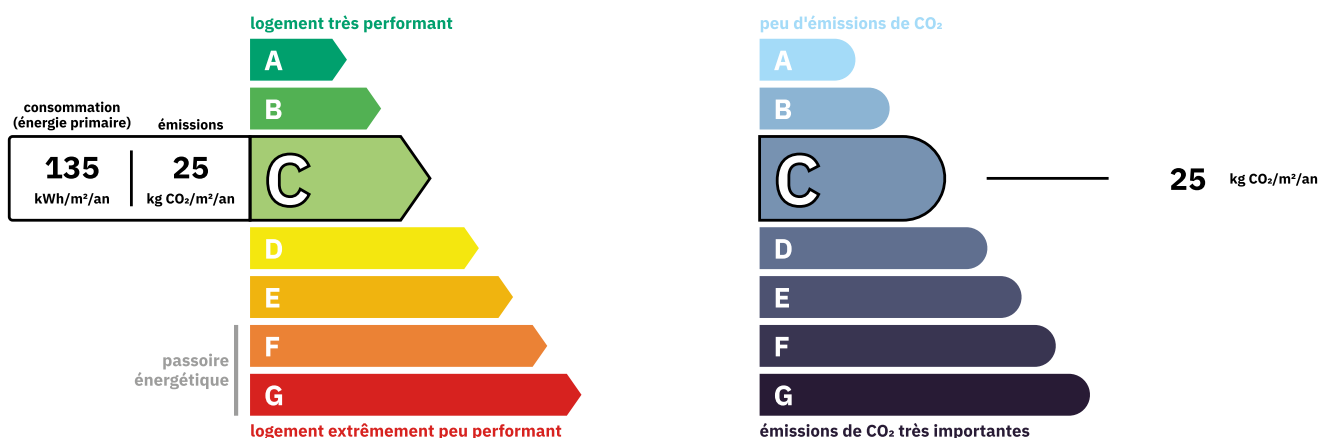 logement très performant
A
B
consommation
(énergie primaire)
émissions
135
kWh/m²/an
25
kg CO₂/m²/an
C
D
E
F
G
passoire
énergétique
logement extrêmement peu performant
peu d'émissions de CO₂
A
B
C
25 kg CO₂/m²/an
D
E
F
G
émissions de CO₂ très importantes